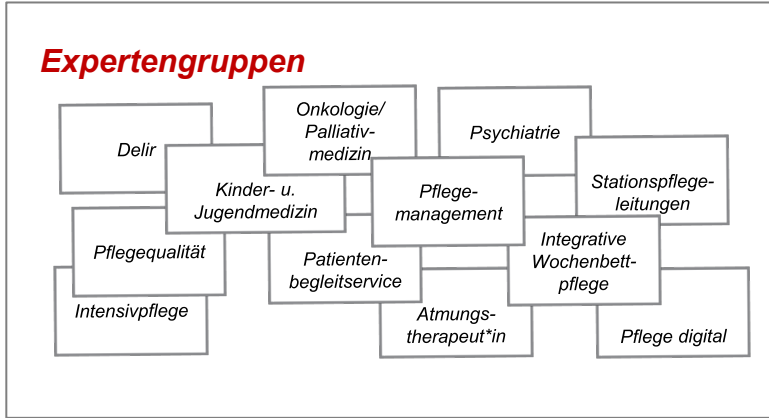 Expertengruppen
Delir
Onkologie/
Palliativ-
medizin
Psychiatrie
Kinder- u.
Jugendmedizin
Pflege-
management
Stationspflege-
leitungen
Pflegequalität
Patienten-
begleitservice
Integrative
Wochenbett-
pflege
Intensivpflege
Atmungs-
therapeut*in
Pflege digital